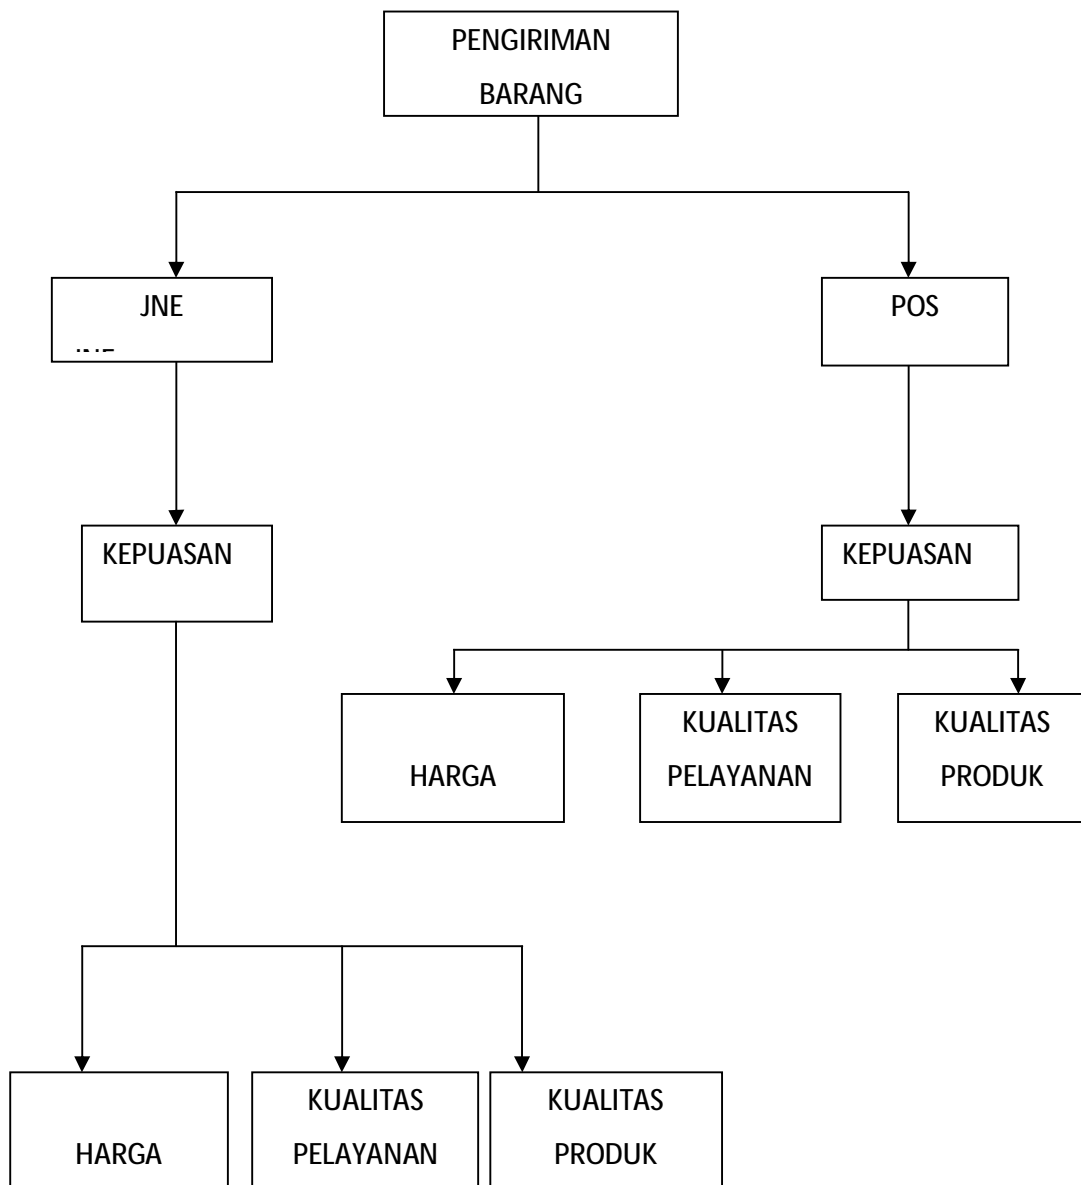 PENGIRIMAN
BARANG
JNE
POS
KEPUASAN
KEPUASAN
HARGA
KUALITAS
PELAYANAN
KUALITAS
PRODUK
HARGA
KUALITAS
PELAYANAN
KUALITAS
PRODUK